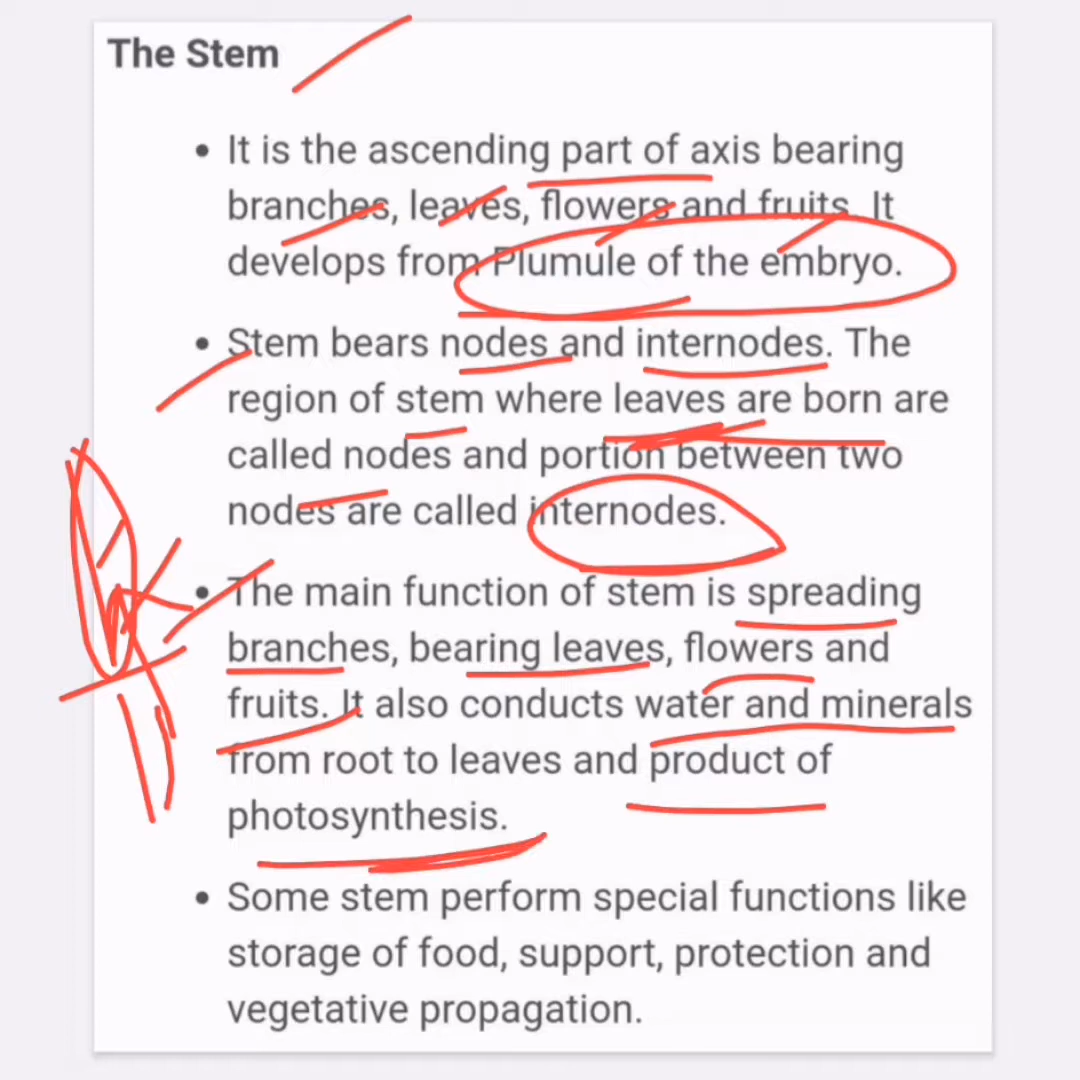 The Stem
• It is the ascending part of axis bearing
branches, leaves, flowers and fruits. It
develops from Plumule of the embryo.
• Stem bears nodes and internodes. The
region of stem where leaves are born are
called nodes and portion between two
nodes are called internodes.
• The main function of stem is spreading
branches, bearing leaves, flowers and
fruits. It also conducts water and minerals
from root to leaves and product of
photosynthesis.
• Some stem perform special functions like
storage of food, support, protection and
vegetative propagation.